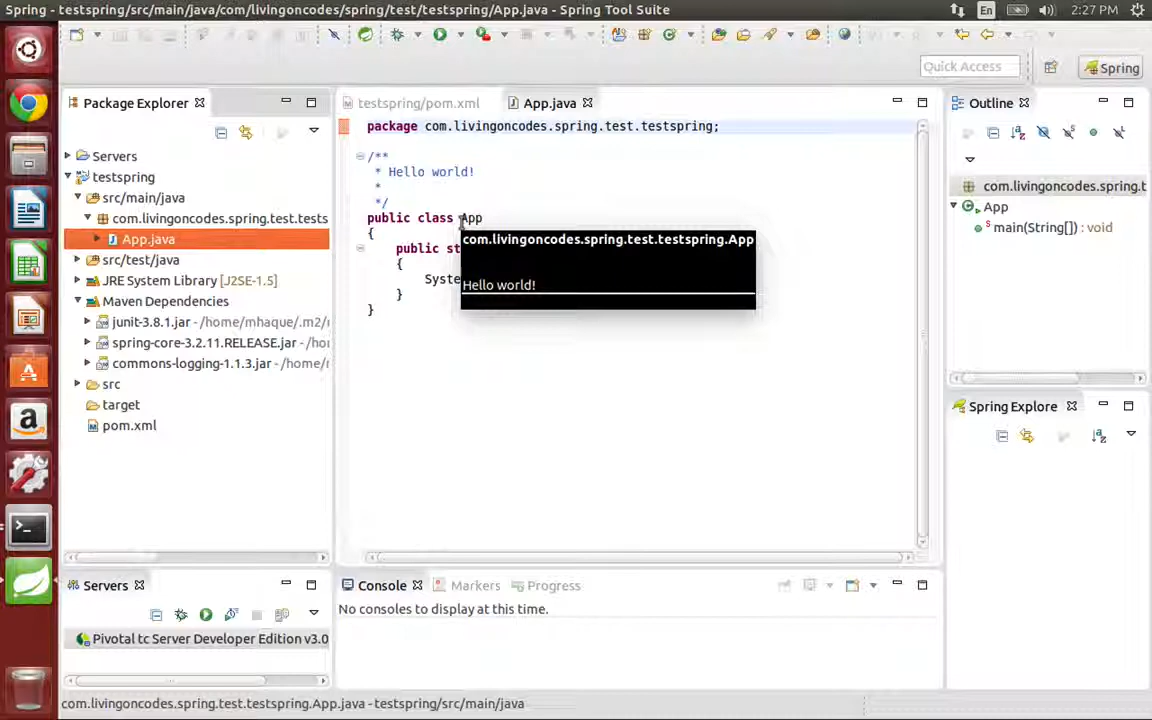 Spring - testspring/src/main/java/com/livingoncodes/spring/test/testspring/App.java - Spring Tool Suite
En
2:27 PM
Quick Access
Spring
Package Explorer
Servers
testspring
src/main/java
com.livingoncodes.spring.test.tests
App.java
src/test/java
JRE System Library [J2SE-1.5]
Maven Dependencies
junit-3.8.1.jar - /home/mhaque/.m2/
spring-core-3.2.11.RELEASE.jar - /ho
commons-logging-1.1.3.jar - /home/m
src
target
pom.xml
testspring/pom.xml
App.java
package com.livingoncodes.spring.test.testspring;
/**
* Hello world!
*
*/
public class App
{
public st
{
Syste
}
}
com.livingoncodes.spring.test.testspring.App
Hello world!
Outline
com.livingoncodes.spring.t
App
main(String[]) : void
Spring Explore
Servers
Pivotal tc Server Developer Edition v3.0
Console
Markers
Progress
No consoles to display at this time.
com.livingoncodes.spring.test.testspring.App.java - testspring/src/main/java